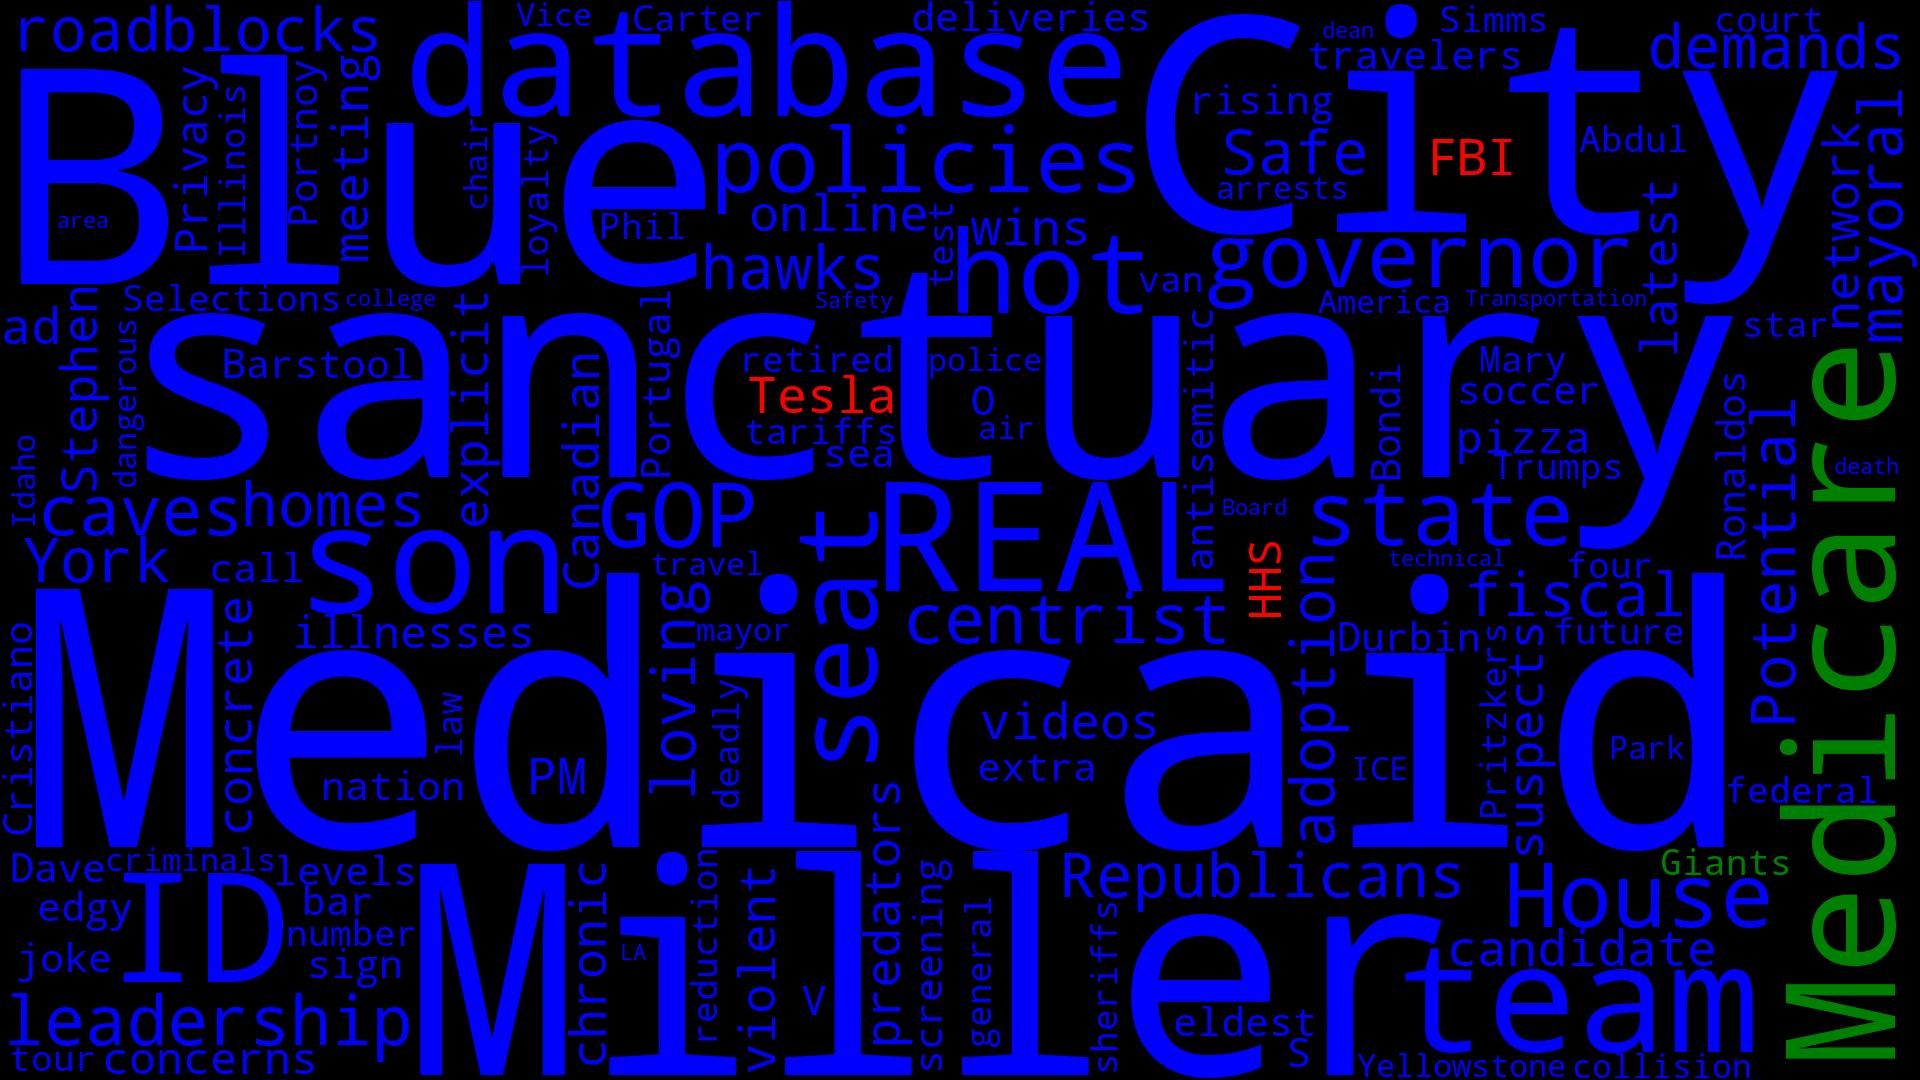 roadblocks
database
Vice
Carter
deliveries
City
dean
Simms
court
travelers
demands
Blue
Privacy
Illinois
Portnoy
meeting
chair
loyalty
policies
rising
Safe
FBI
Abdul
arrests
latest
network
mayoral
area
Phil
online
test
wins
hawks
hot
van
governor
Selections
college
Safety
America
Transportation
star
ad
Stephen
dangerous
sanctuary
explicit
Canadian
Portugal
Barstool
retired
police
Tesla
O
tariffs
air
sea
antisemitic
Bondi
Mary
soccer
pizza
Trumps
Ronaldos
Potential
death
Medicare
Idaho
caves
homes
GOP
seat
REAL
Board
state
York
call
son
travel
HHS
technical
four
fiscal
illnesses
loving
mayor
centrist
adoption
Durbin
future
Cristiano
concrete
Medicaid
law
deadly
videos
extra
ICE
Pritzkers
suspects
Park
nation
PM
federal
Dave
criminals
levels
chronic
reduction
violent
predators
screening
general
sheriffs
Republicans
Giants
House
edgy
ID
bar
number
joke
sign
Miller
LA
V
candidate
team
leadership
eldest
S
tour
concerns
Yellowstone
collision